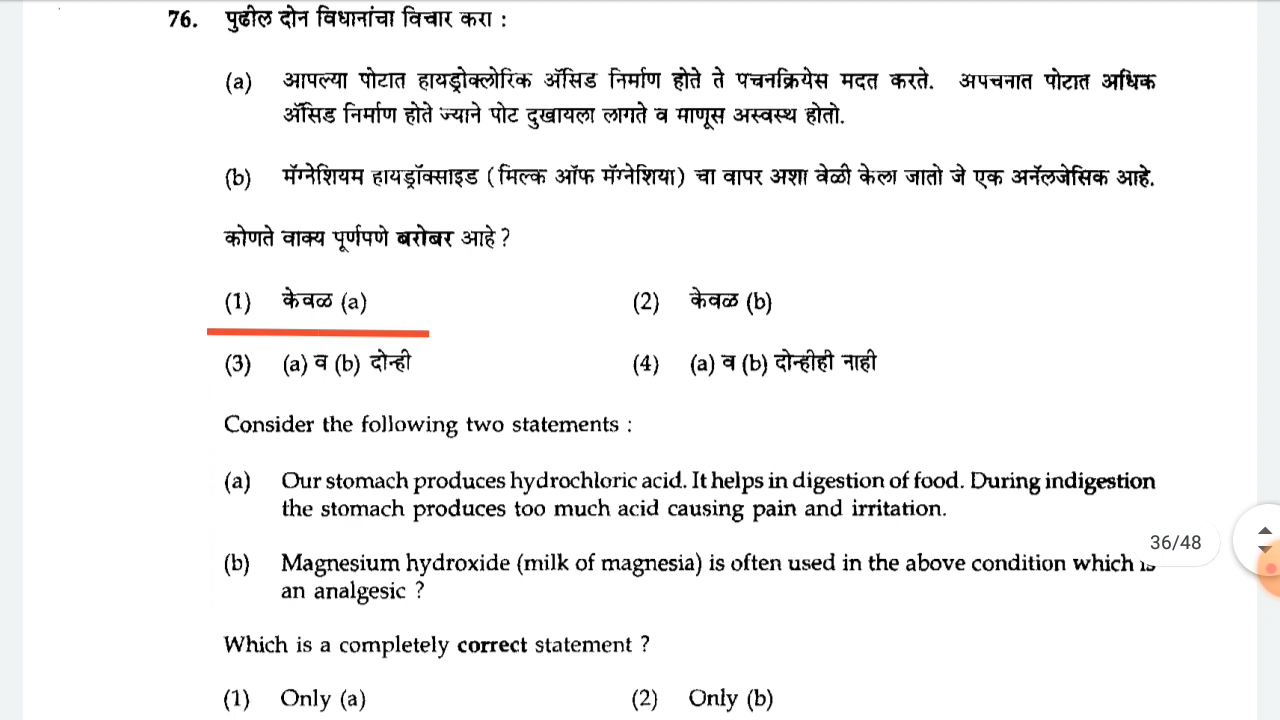 76. पुढील दोन विधानांचा विचार करा :
(a) आपल्या पोटात हायड्रोक्लोरिक ॲसिड निर्माण होते ते पचनक्रियेस मदत करते. अपचनात पोटात अधिक
ॲसिड निर्माण होते ज्याने पोट दुखायला लागते व माणूस अस्वस्थ होतो.
(b) मॅग्नेशियम हायड्रॉक्साइड (मिल्क ऑफ मॅग्नेशिया) चा वापर अशा वेळी केला जातो जे एक अनॅलजेसिक आहे.
कोणते वाक्य पूर्णपणे बरोबर आहे ?
(1) केवळ (a) (2) केवळ (b)
(3) (a) व (b) दोन्ही (4) (a) व (b) दोन्हीही नाही
Consider the following two statements :
(a) Our stomach produces hydrochloric acid. It helps in digestion of food. During indigestion
the stomach produces too much acid causing pain and irritation.
36/48
(b) Magnesium hydroxide (milk of magnesia) is often used in the above condition which is
an analgesic ?
Which is a completely correct statement ?
(1) Only (a) (2) Only (b)